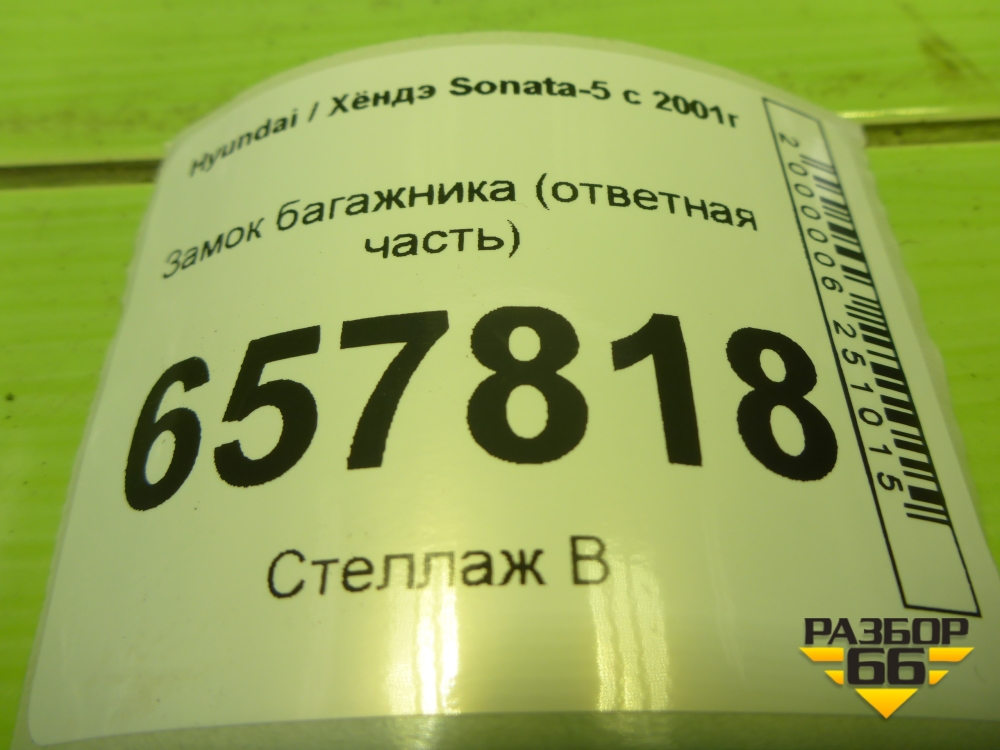 Hyundai / Хёндэ Sonata-5 с 2001г
Замок багажника (ответная
часть)
657818
Стеллаж В
2000006251015
РАЗБОР
66